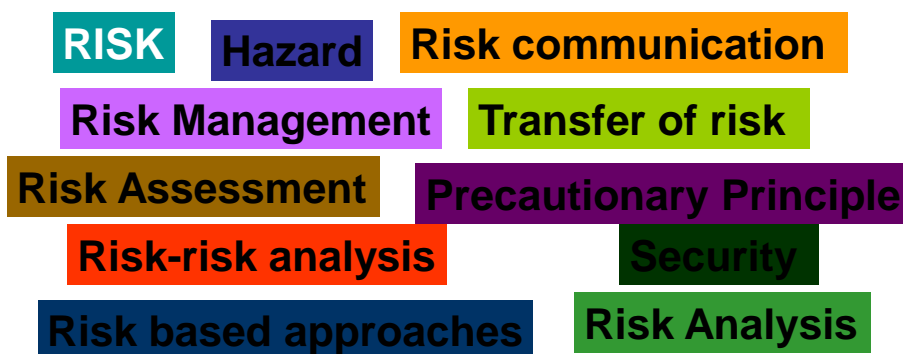 RISK
Hazard
Risk communication
Risk Management
Transfer of risk
Risk Assessment
Precautionary Principle
Risk-risk analysis
Security
Risk based approaches
Risk Analysis